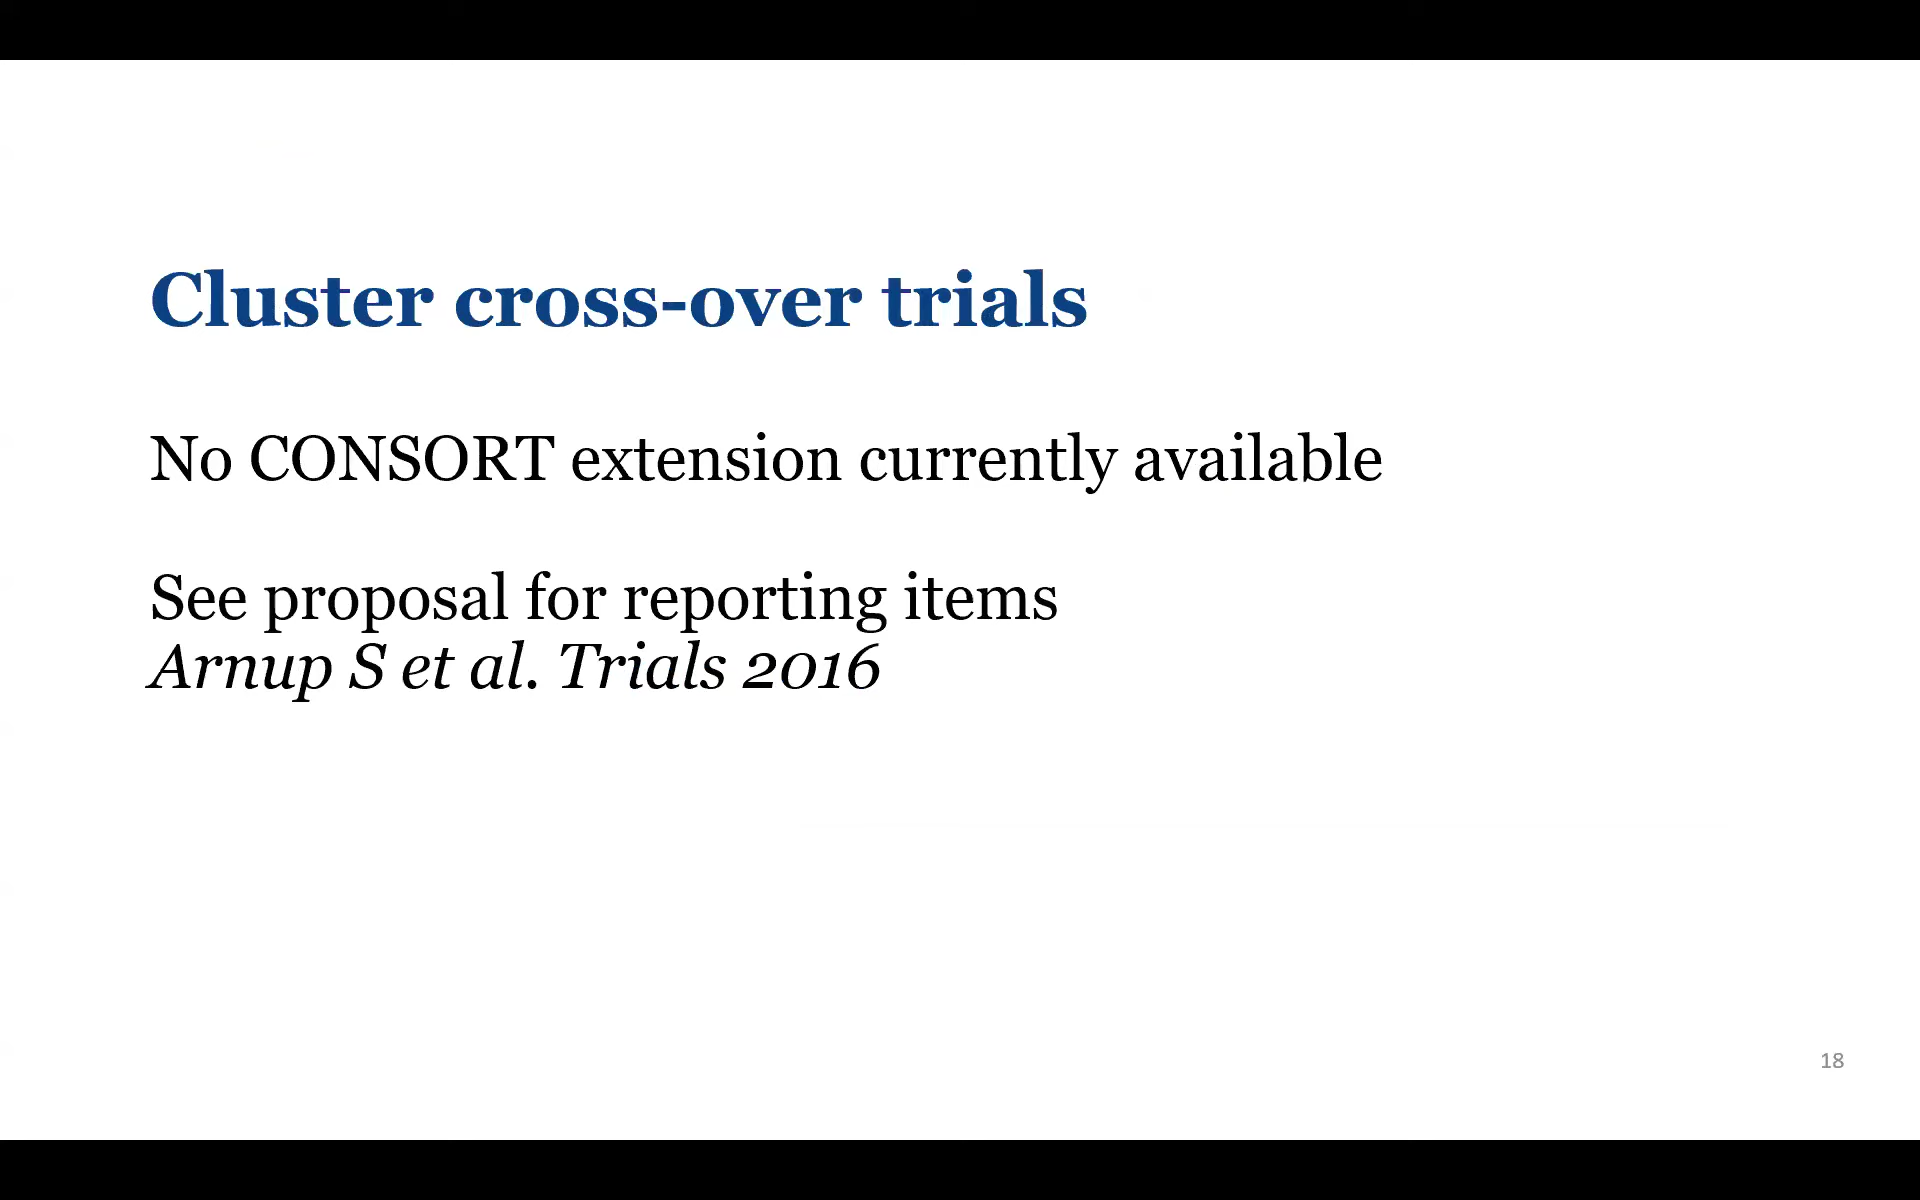 Cluster cross-over trials
No CONSORT extension currently available
See proposal for reporting items
Arnup S et al. Trials 2016
18